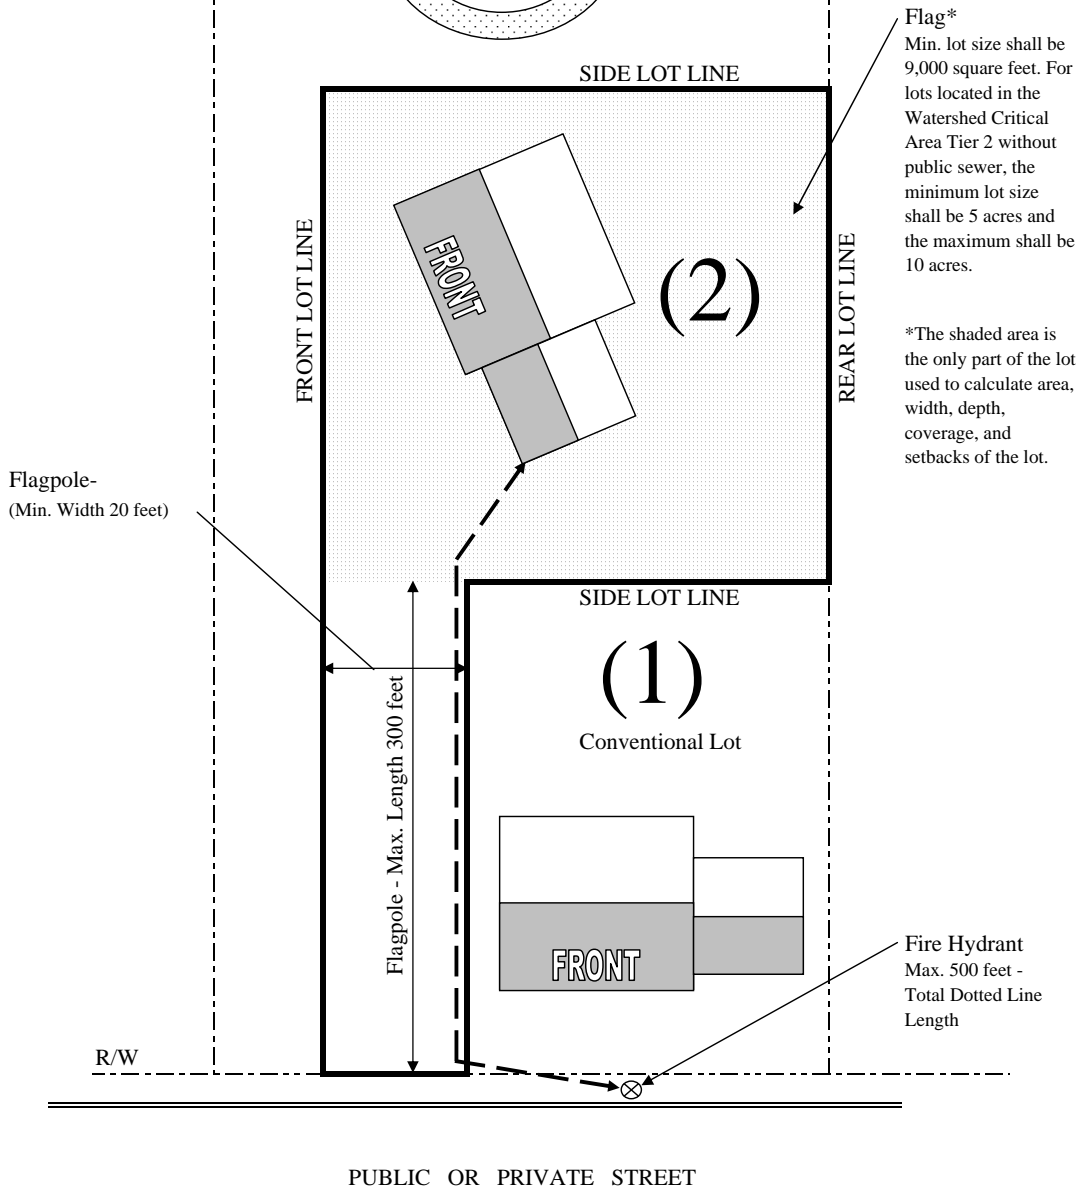 Flag*
Min. lot size shall be
9,000 square feet. For
lots located in the
Watershed Critical
Area Tier 2 without
public sewer, the
minimum lot size
shall be 5 acres and
the maximum shall be
10 acres.
*The shaded area is
the only part of the lot
used to calculate area,
width, depth,
coverage, and
setbacks of the lot.
SIDE LOT LINE
FRONT LOT LINE
FRONT
(2)
REAR LOT LINE
Flagpole-
(Min. Width 20 feet)
SIDE LOT LINE
(1)
Conventional Lot
Flagpole - Max. Length 300 feet
FRONT
Fire Hydrant
Max. 500 feet -
Total Dotted Line
Length
R/W
PUBLIC OR PRIVATE STREET